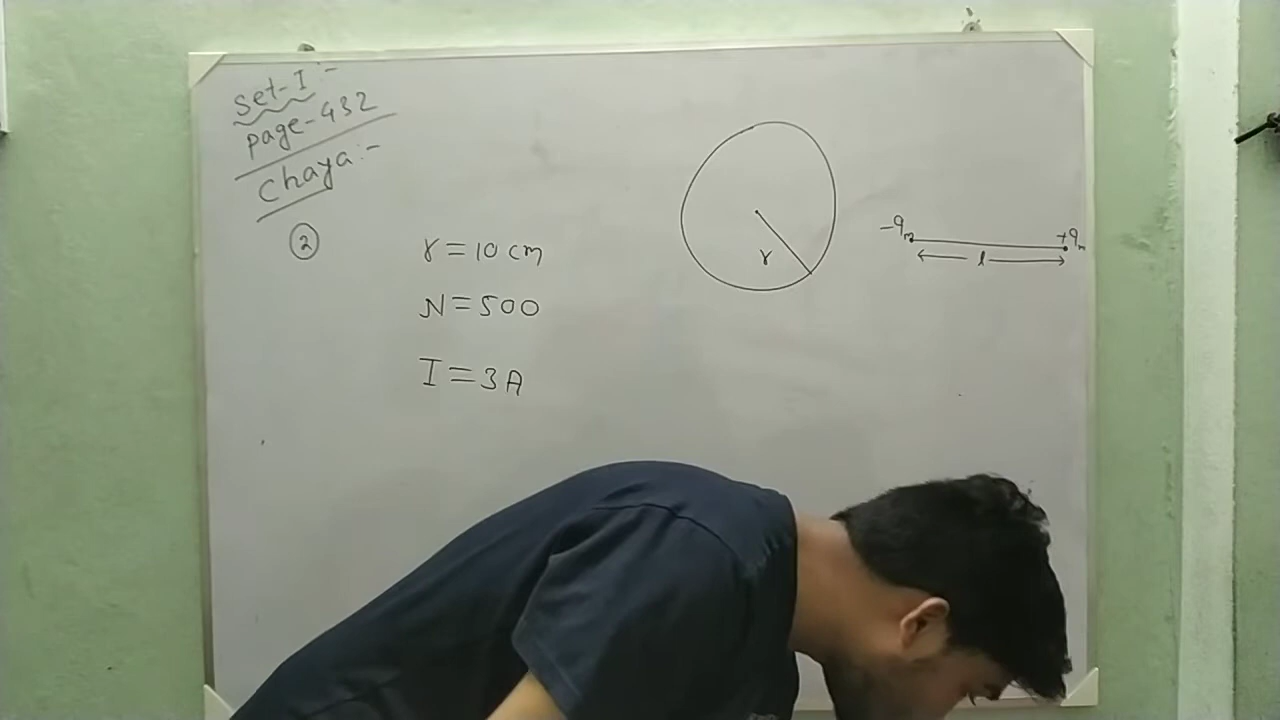 Set-I :-
page-432
Chaya:-
2
r = 10 cm
N = 500
I = 3A
r
-qm +qm
l